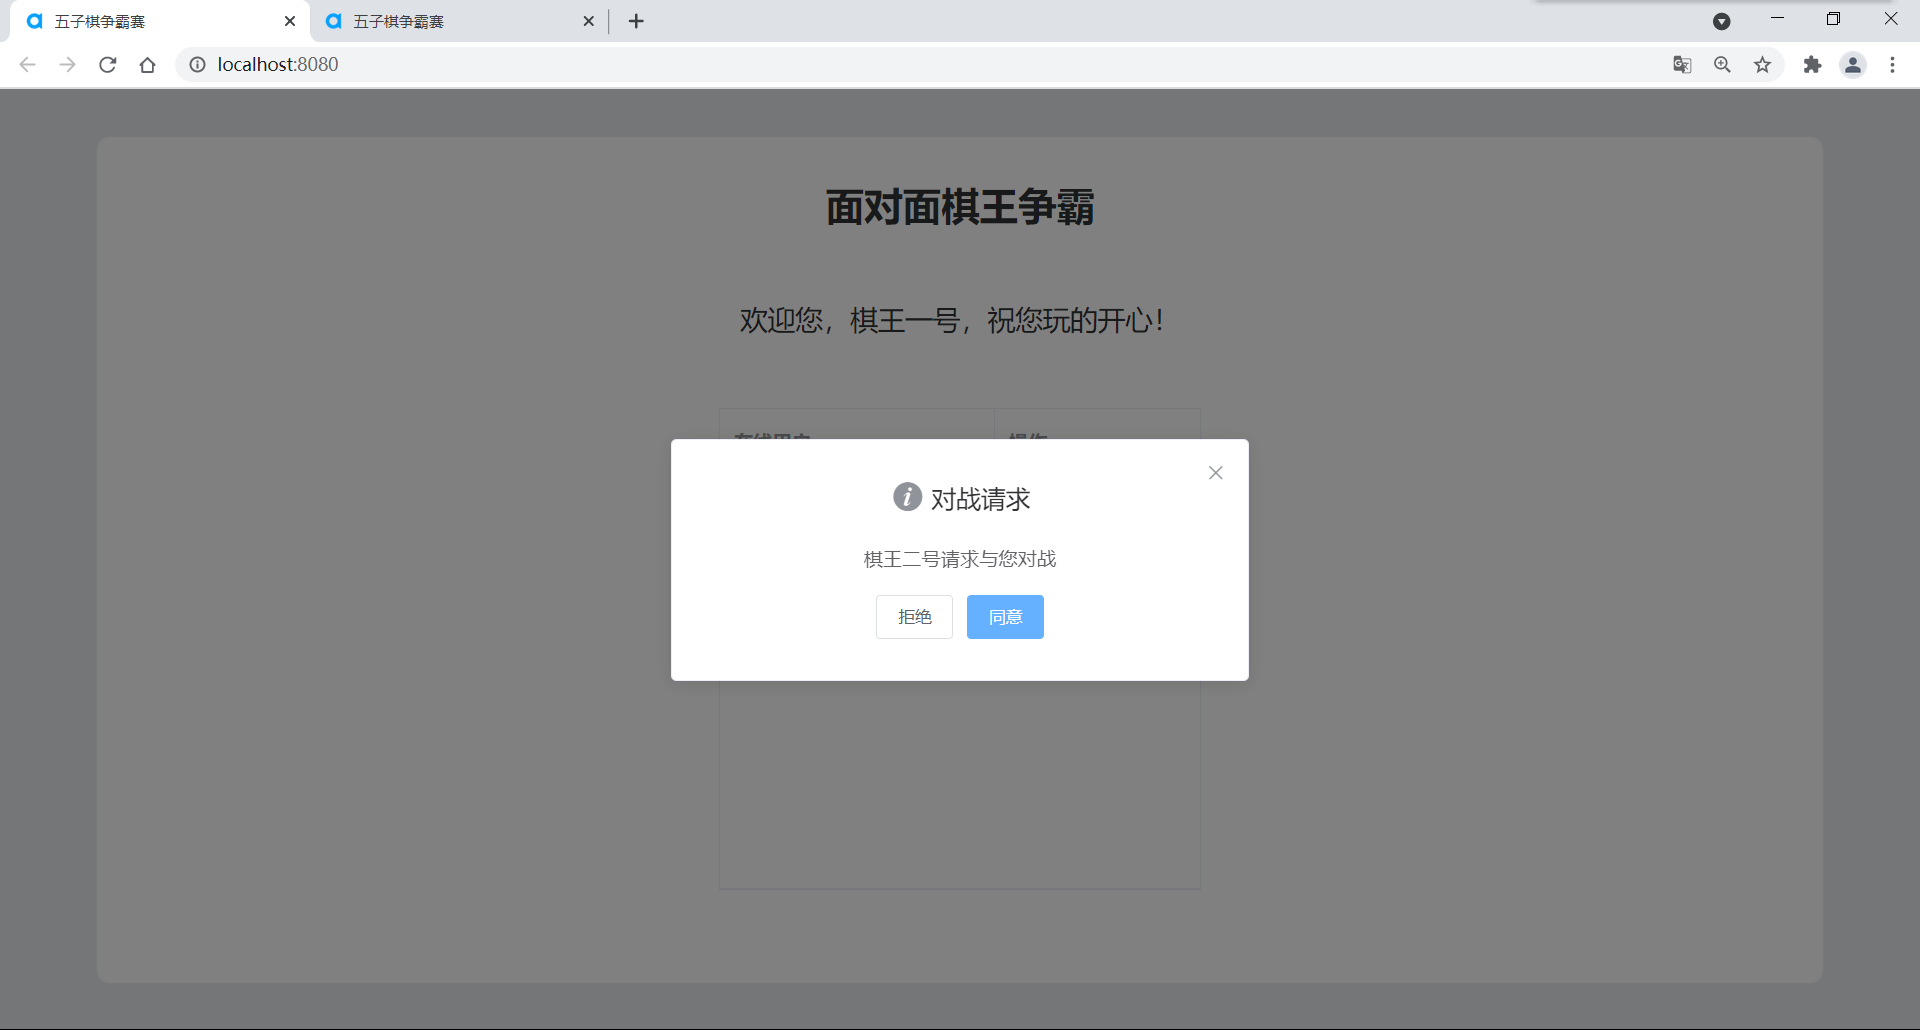 五子棋争霸赛
五子棋争霸赛
localhost:8080
面对面棋王争霸
欢迎您，棋王一号，祝您玩的开心！
对战请求
棋王二号请求与您对战
拒绝
同意